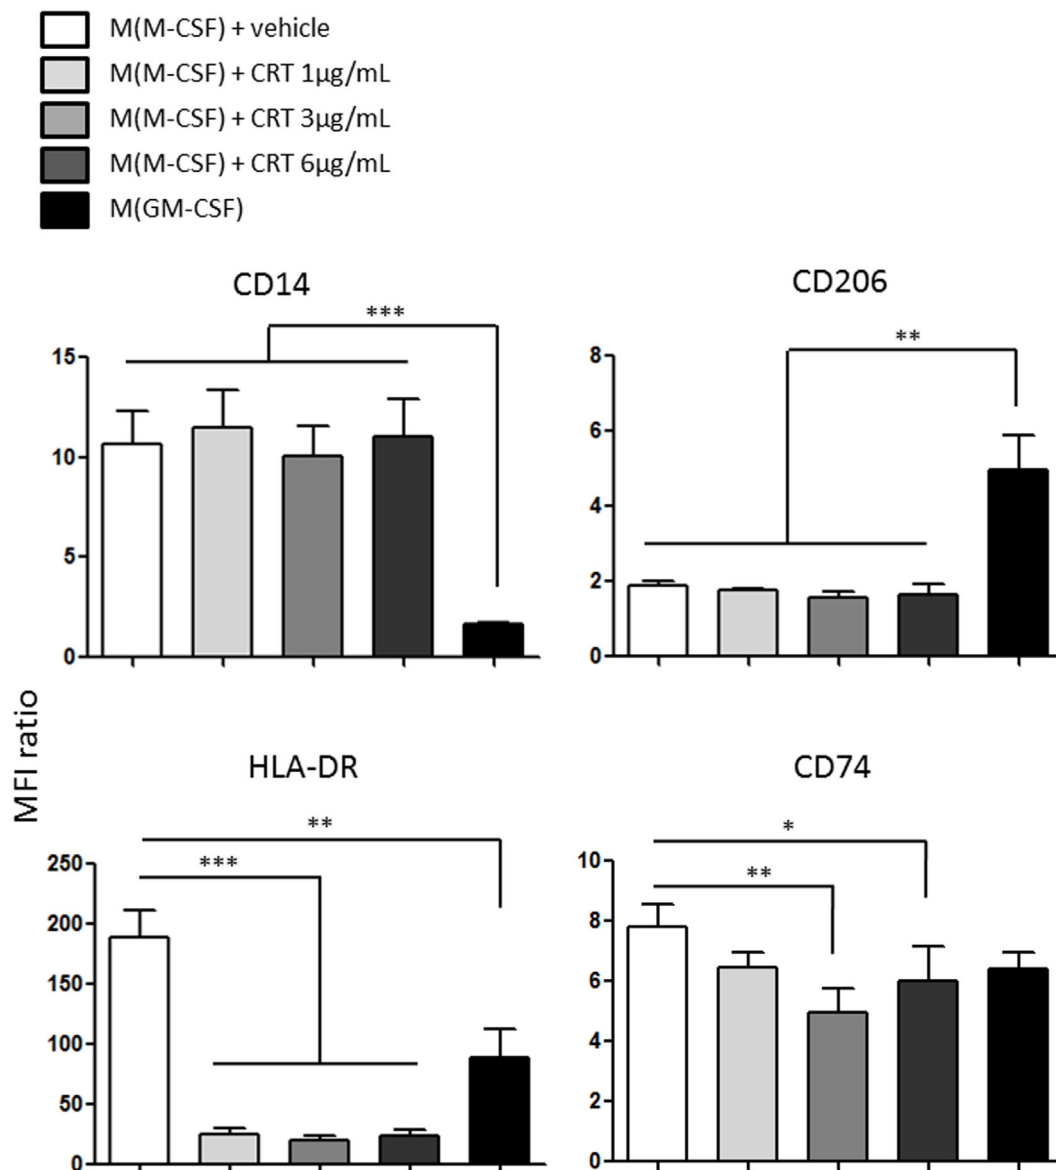 M(M-CSF) + vehicle
M(M-CSF) + CRT 1µg/mL
M(M-CSF) + CRT 3µg/mL
M(M-CSF) + CRT 6µg/mL
M(GM-CSF)
CD14
***
15
10
5
0
CD206
**
8
6
4
2
0
MFI ratio
HLA-DR
**
***
250
200
150
100
50
0
CD74
*
**
10
8
6
4
2
0